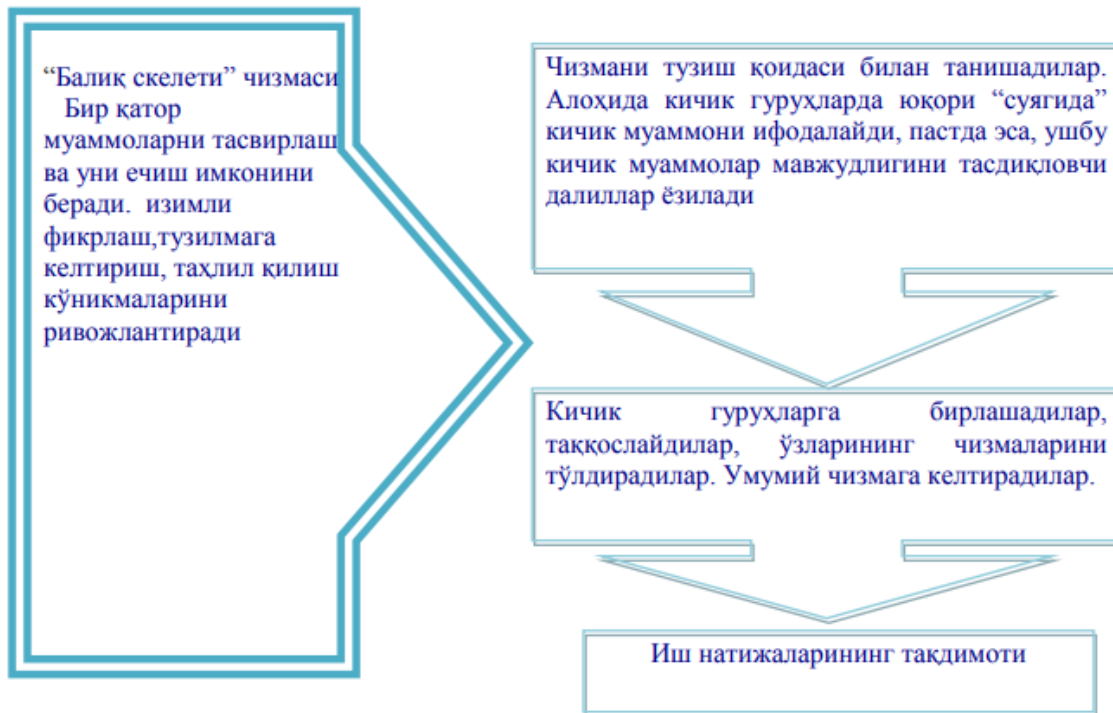 “Балиқ скелети” чизмаси
Бир қатор
муаммоларни тасвирлаш
ва уни ечиш имконини
беради. изимли
фикрлаш,тузилмага
келтириш, таҳлил қилиш
кўникмаларини
ривожлантиради
Чизмани тузиш қоидаси билан танишадилар.
Алоҳида кичик гуруҳларда юқори “суягида”
кичик муаммони ифодалайди, пастда эса, ушбу
кичик муаммолар мавжудлигини тасдиқловчи
далиллар ёзилади
Кичик гуруҳларга бирлашадилар,
таққослайдилар, ўзларининг чизмаларини
тўлдирадилар. Умумий чизмага келтирадилар.
Иш натижаларининг тақдимоти